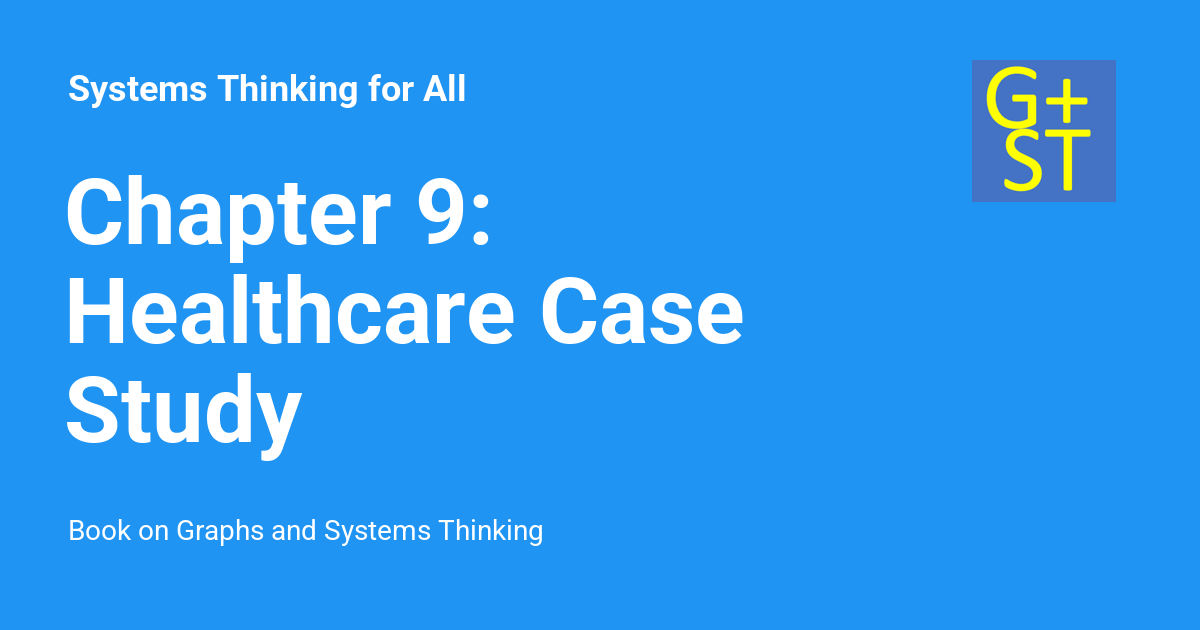 Systems Thinking for All
G+
ST
Chapter 9:
Healthcare Case
Study
Book on Graphs and Systems Thinking